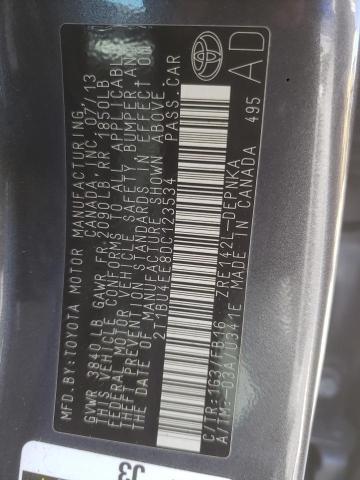 MFD.BY:TOYOTA MOTOR MANUFACTURING
CANADA, INC. 07/13
GVWR 3840 LB GAWR FR. 2090LB,RR. 1850LB
THIS VEHICLE CONFORMS TO ALL APPLICABLE
FEDERAL MOTOR VEHICLE SAFETY,BUMPER,AND
THEFT PREVENTION STANDARDS IN EFFECT ON
THE DATE OF MANUFACTURE SHOWN ABOVE.
2T1BU4EE8DC123534 PASS.CAR
C/TR:1G3/FB16 ZRE142L-DEPNKA
A/TM:-03A/U341E MADE IN CANADA 495
AD
J3